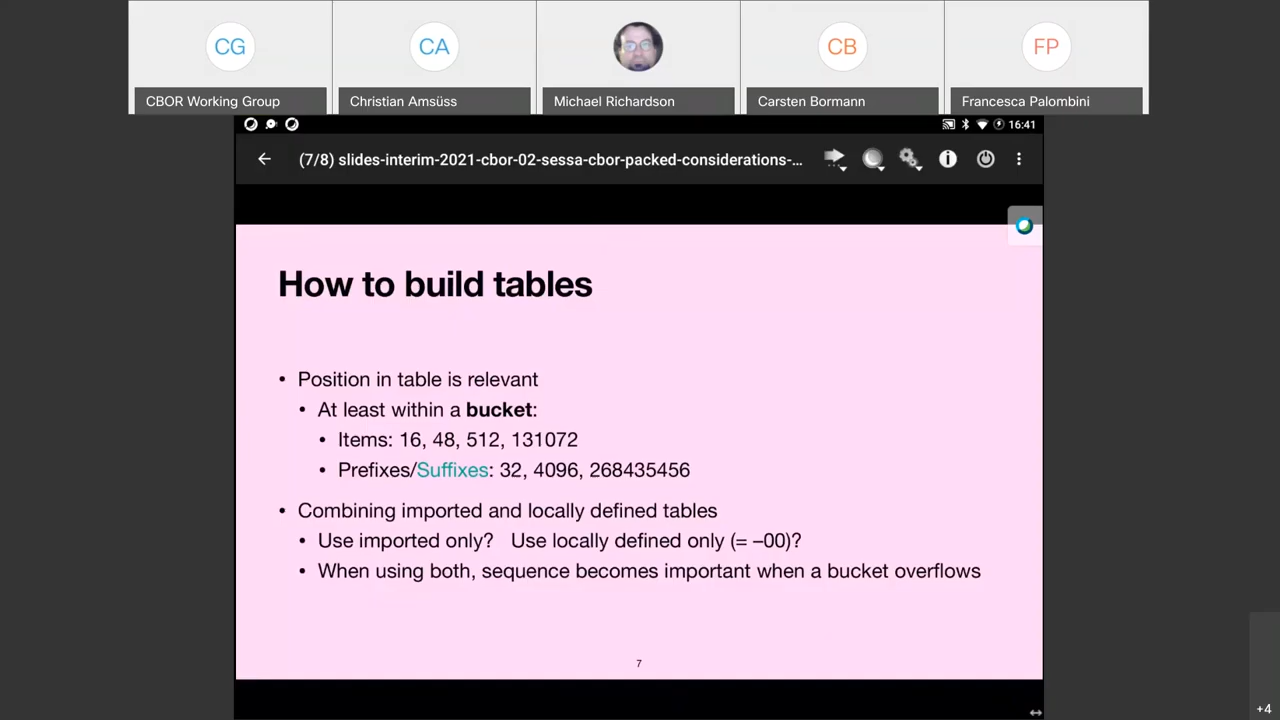 CG
CA
CB
FP
CBOR Working Group
Christian Amsüss
Michael Richardson
Carsten Bormann
Francesca Palombini
16:41
(7/8) slides-interim-2021-cbor-02-sessa-cbor-packed-considerations-...
How to build tables
• Position in table is relevant
• At least within a bucket:
• Items: 16, 48, 512, 131072
• Prefixes/Suffixes: 32, 4096, 268435456
• Combining imported and locally defined tables
• Use imported only? Use locally defined only (= –00)?
• When using both, sequence becomes important when a bucket overflows
7
+4